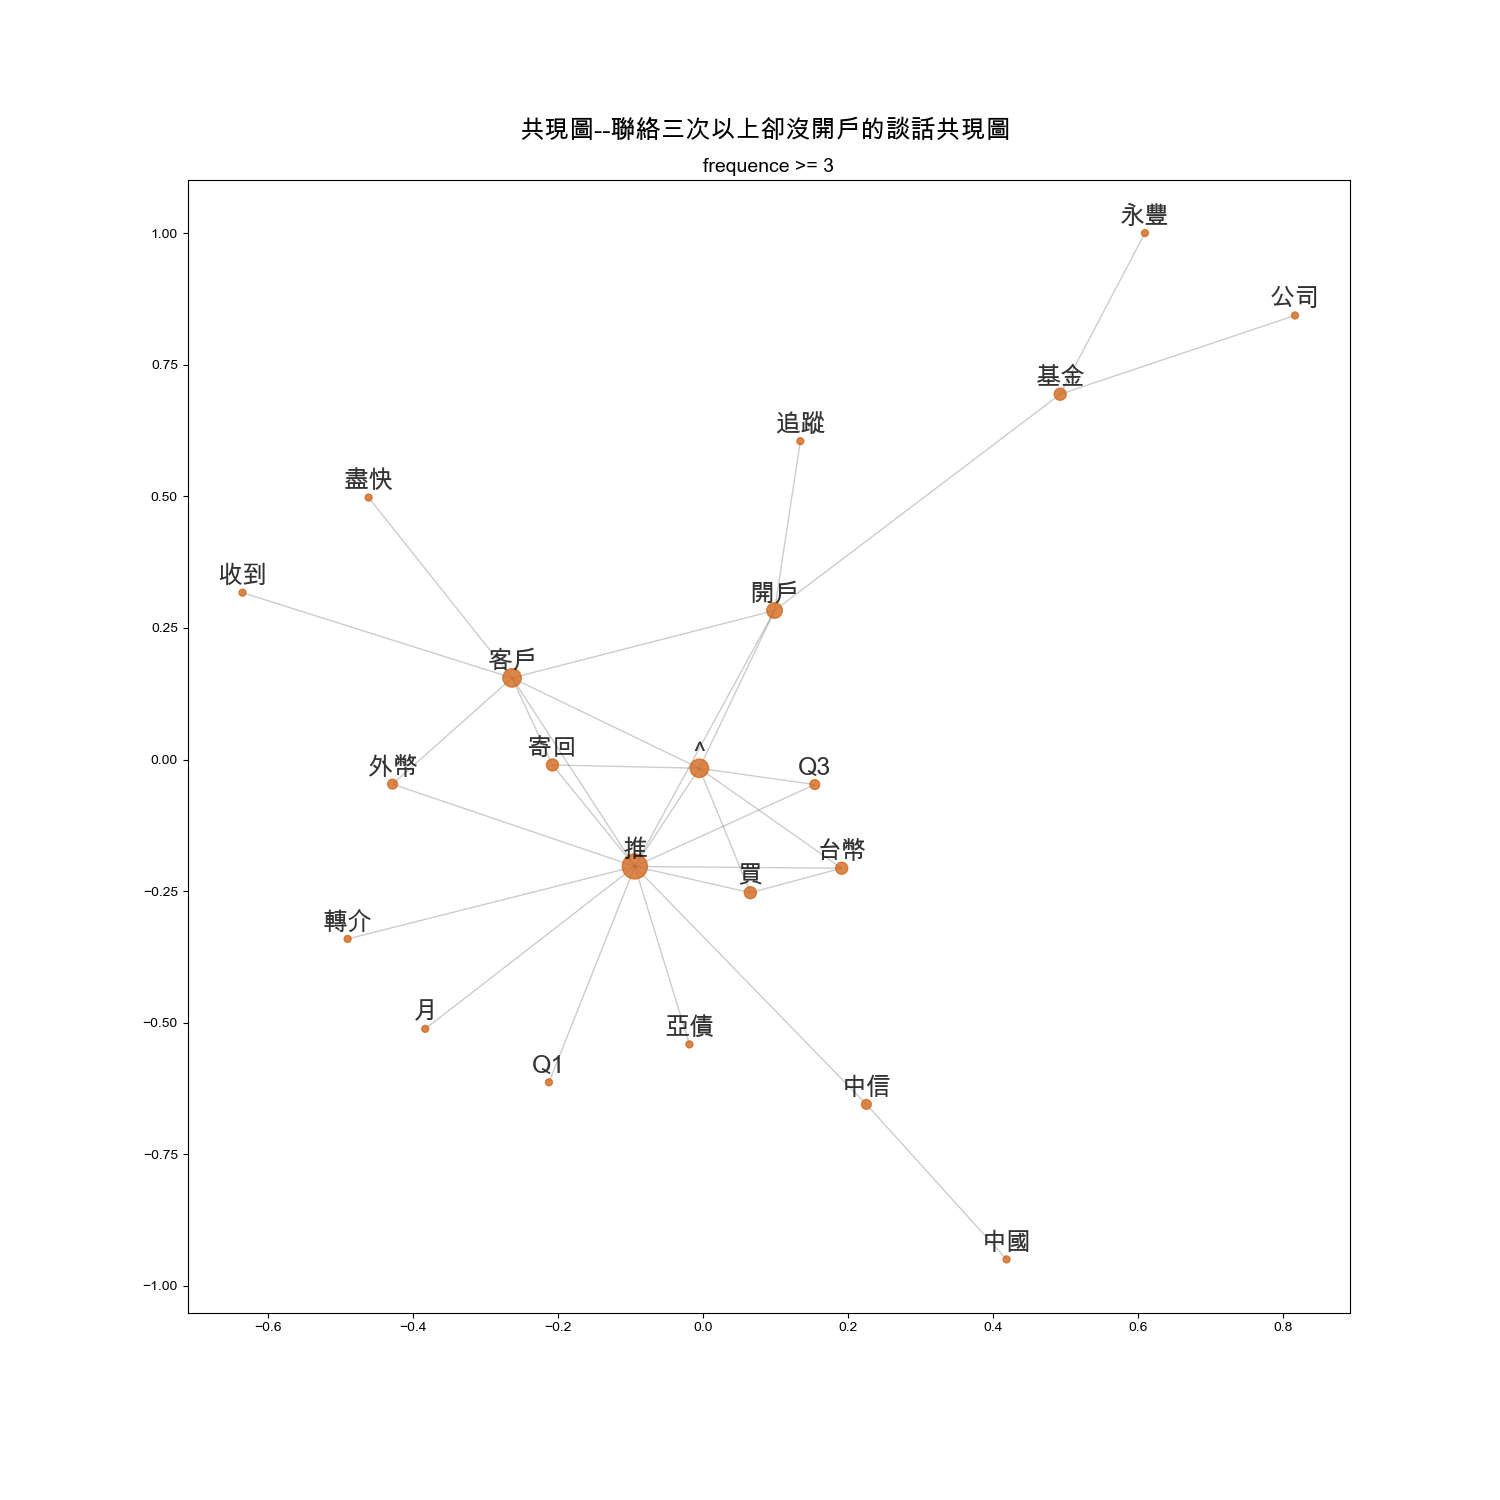 共現圖--聯絡三次以上卻沒開戶的談話共現圖
frequence >= 3
永豐
1.00
公司
基金
0.75
追蹤
盡快
0.50
收到
開戶
0.25
客戶
寄回
^
0.00
外幣
Q3
推
台幣
買
−0.25
轉介
月
−0.50
亞債
Q1
中信
−0.75
中國
−1.00
−0.6 −0.4 −0.2 0.0 0.2 0.4 0.6 0.8